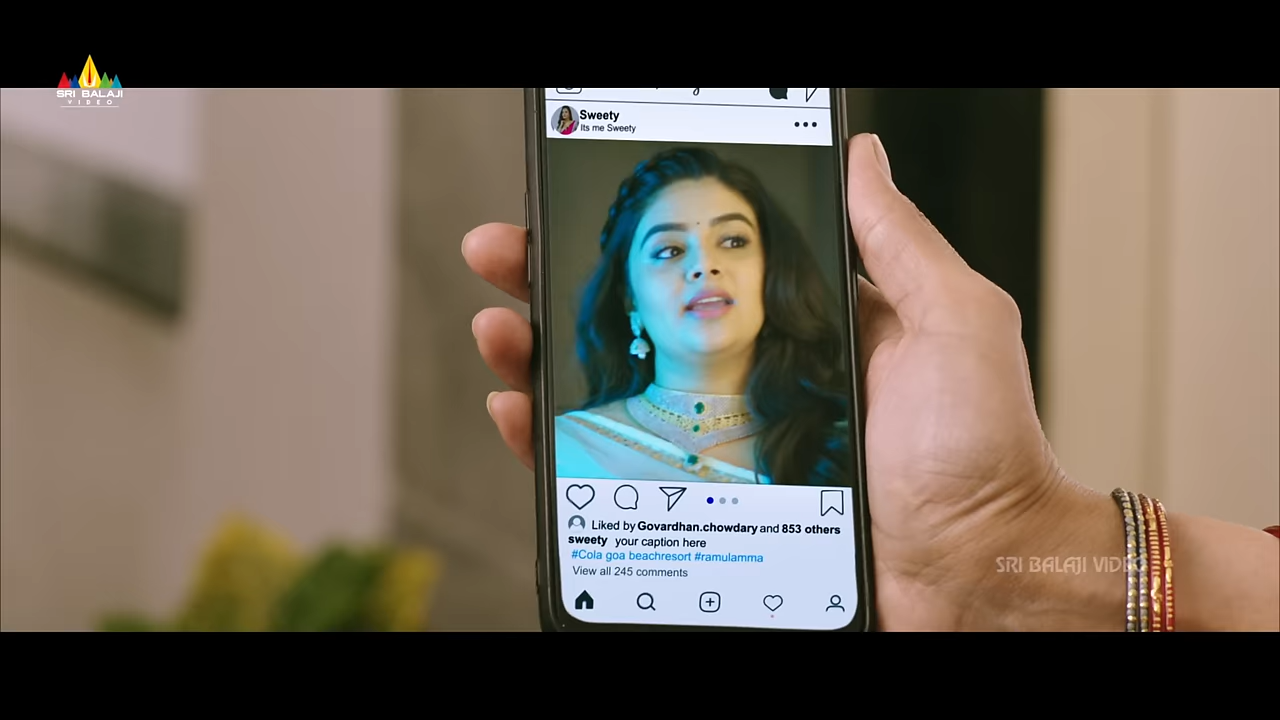 SRI BALAJI
VIDEO
Sweety
Its me Sweety
Liked by Govardhan.chowdary and 853 others
sweety your caption here
#Cola goa beachresort #ramulamma
View all 245 comments
SRI BALAJI VIDEO